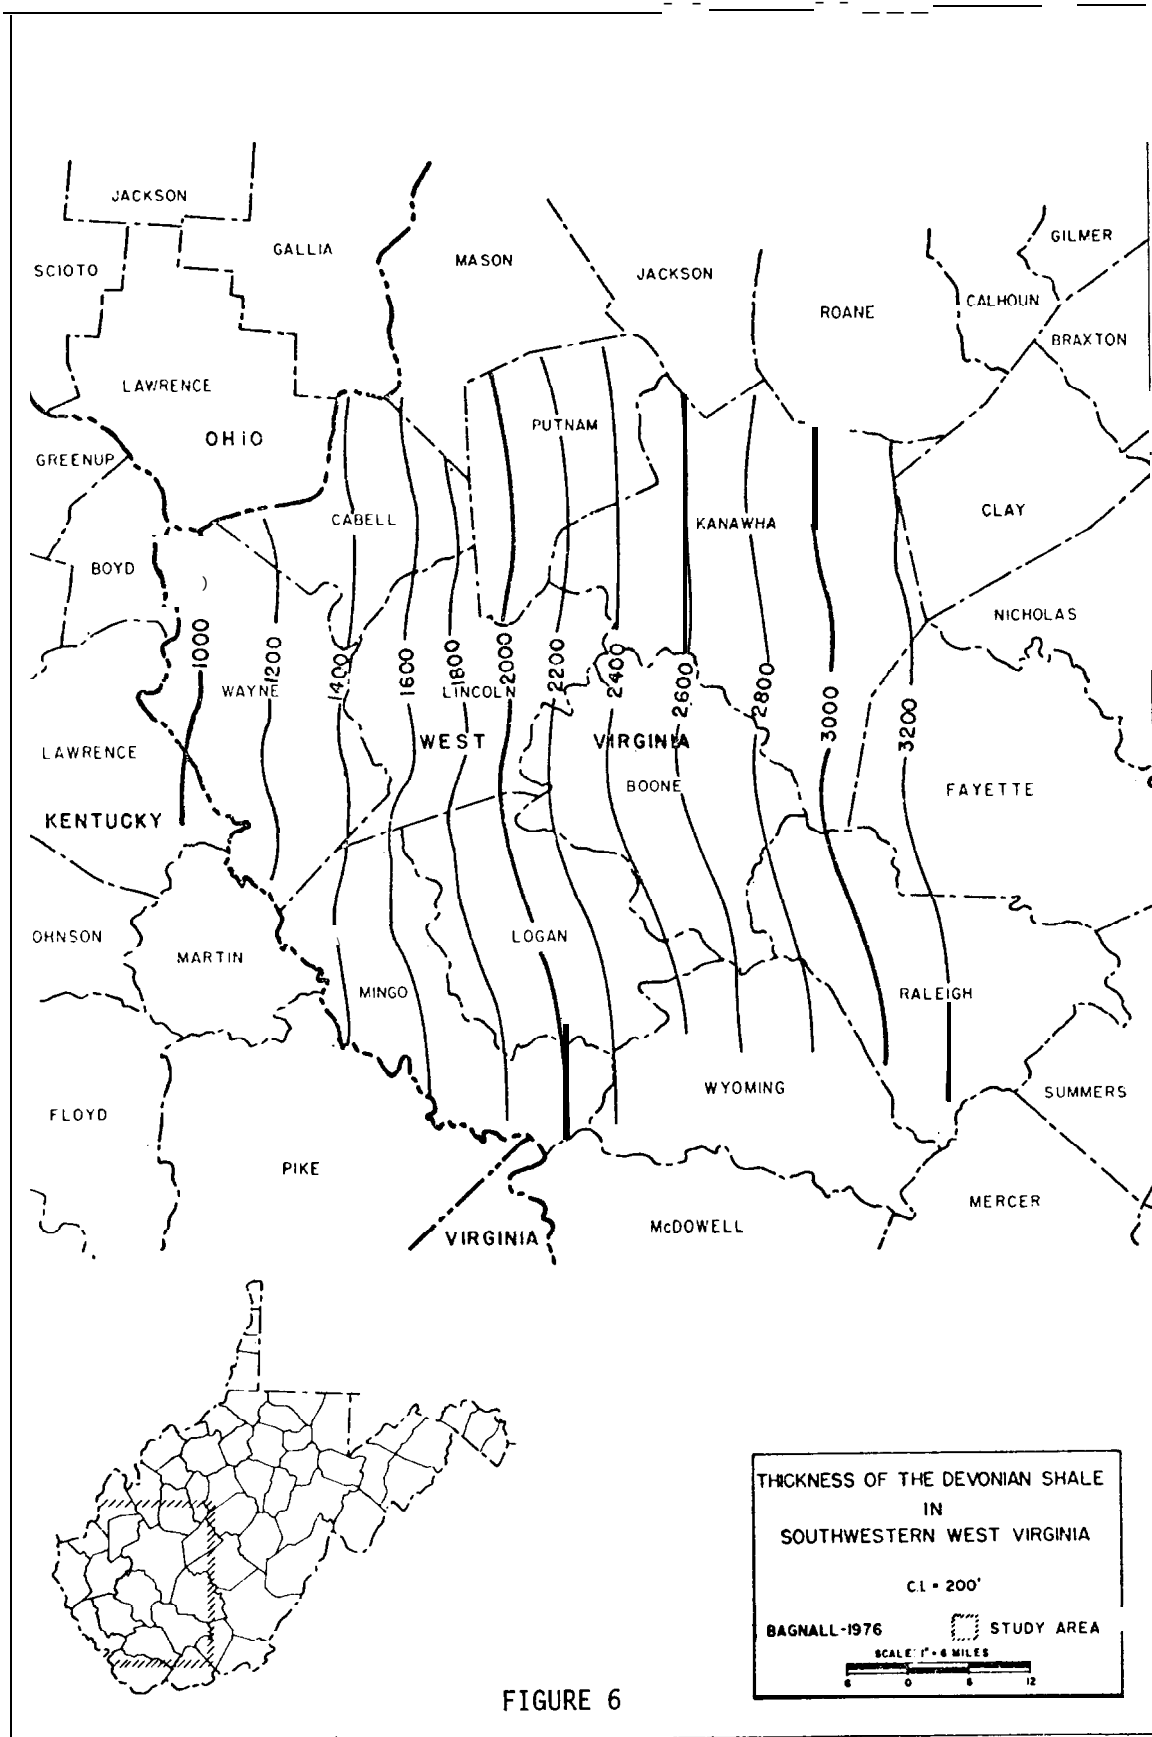 JACKSON
GALLIA
SCIOTO
MASON
JACKSON
GILMER
CALHOUN
ROANE
BRAXTON
LAWRENCE
OHiO
PUTNAM
GREENUP
CABELL
KANAWHA
CLAY
BOYD
)
NICHOLAS
1000
1200
1400
1600
1800
2000
2200
2400
2600
2800
3000
3200
WAYNE
LINCOLN
WEST VIRGINIA
LAWRENCE
BOONE
FAYETTE
KENTUCKY
OHNSON
MARTIN
LOGAN
MINGO
RALEIGH
FLOYD
WYOMING
SUMMERS
PIKE
MERCER
VIRGINIA
McDOWELL
THICKNESS OF THE DEVONIAN SHALE
IN
SOUTHWESTERN WEST VIRGINIA
C.I. = 200'
BAGNALL-1976
STUDY AREA
SCALE: 1" = 6 MILES
6 0 6 12
FIGURE 6